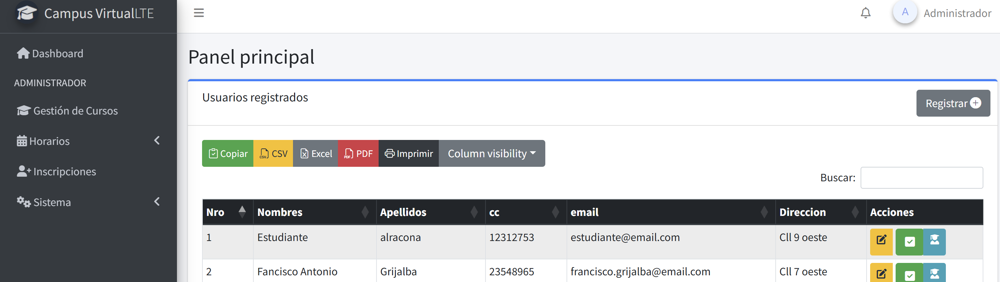 Campus VirtualLTE
A Administrador
Dashboard
Panel principal
ADMINISTRADOR
Usuarios registrados
Registrar
Gestión de Cursos
Horarios
Copiar CSV CSV Excel PDF PDF Imprimir Column visibility
Inscripciones
Buscar:
Sistema
Nro Nombres Apellidos cc email Direccion Acciones
1 Estudiante alracona 12312753 estudiante@email.com Cll 9 oeste
2 Fancisco Antonio Grijalba 23548965 francisco.grijalba@email.com Cll 7 oeste